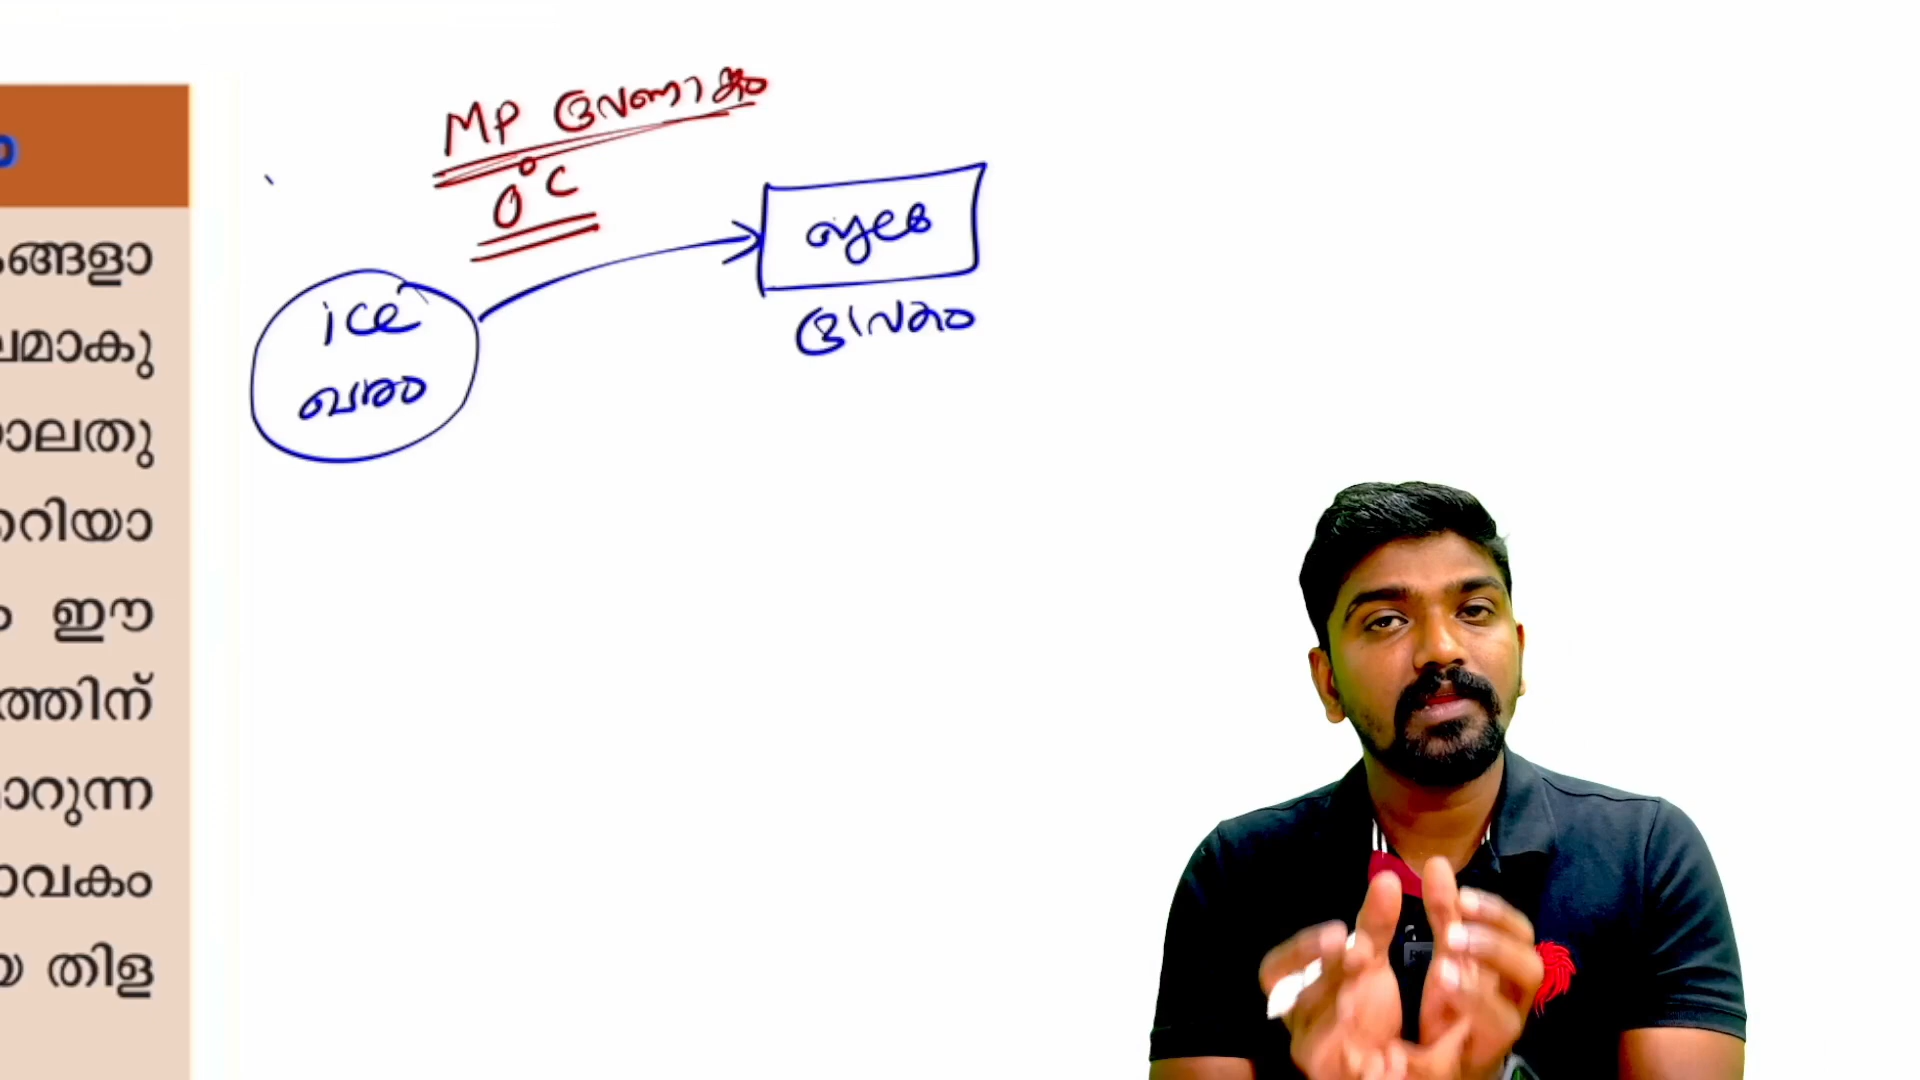 MP ദ്രവണാങ്കം
0°C
ice
ഖരം
ജലം
ദ്രാവകം
ങ്ങളാ
ലമാകു
ാലതു
റിയാ
ഈ
ത്തിന്
ാറുന്ന
ാവകം
യ തിള